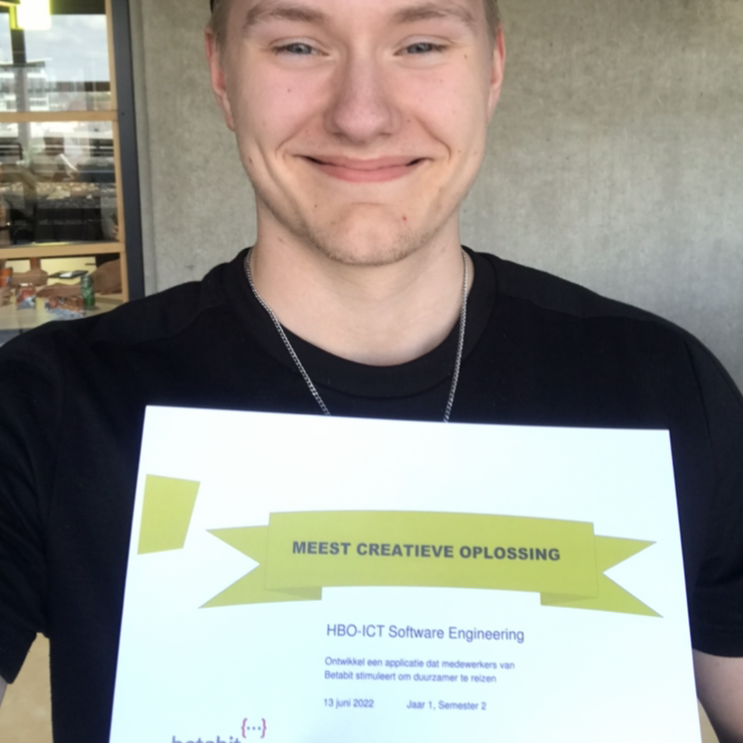 MEEST CREATIEVE OPLOSSING
HBO-ICT Software Engineering
Ontwikkel een applicatie dat medewerkers van
Betabit stimuleert om duurzamer te reizen
13 juni 2022 Jaar 1, Semester 2
{···}
betabit